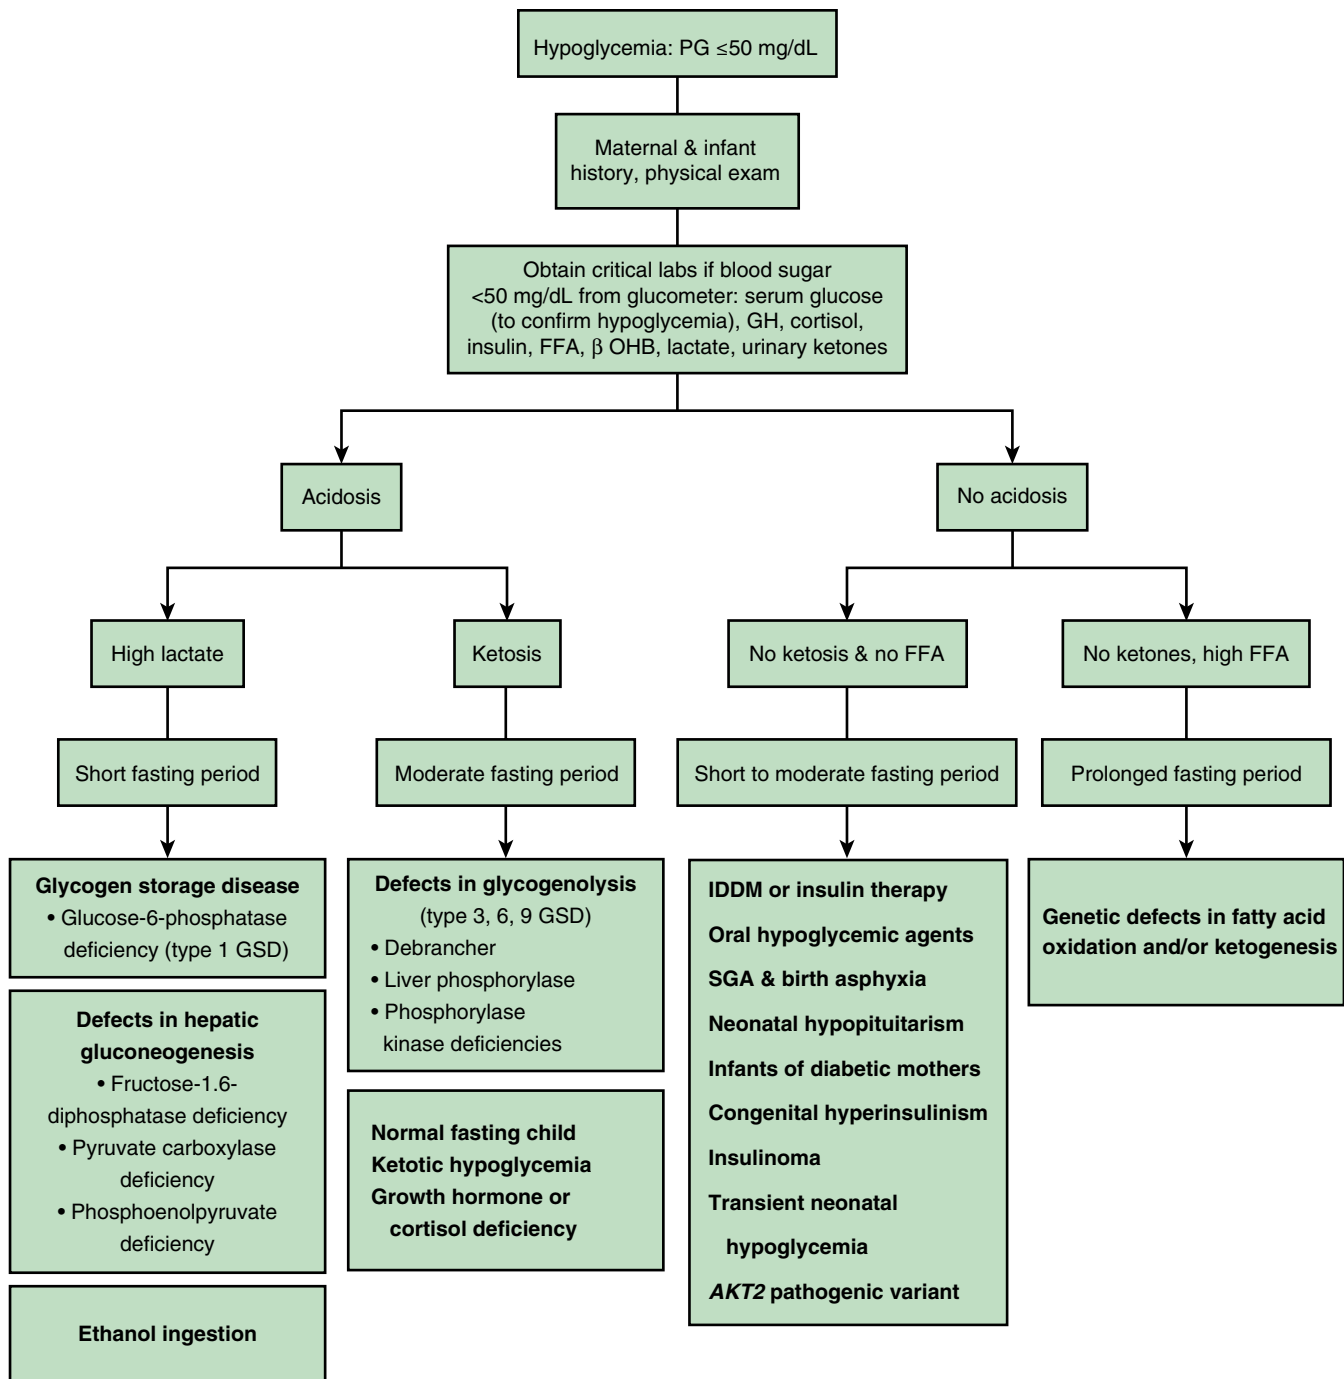 Hypoglycemia: PG ≤50 mg/dL
Maternal & infant
history, physical exam
Obtain critical labs if blood sugar
<50 mg/dL from glucometer: serum glucose
(to confirm hypoglycemia), GH, cortisol,
insulin, FFA, β OHB, lactate, urinary ketones
Acidosis
No acidosis
High lactate
Ketosis
No ketosis & no FFA
No ketones, high FFA
Short fasting period
Moderate fasting period
Short to moderate fasting period
Prolonged fasting period
Glycogen storage disease
• Glucose-6-phosphatase
deficiency (type 1 GSD)
Defects in hepatic
gluconeogenesis
• Fructose-1.6-
diphosphatase deficiency
• Pyruvate carboxylase
deficiency
• Phosphoenolpyruvate
deficiency
Ethanol ingestion
Defects in glycogenolysis
(type 3, 6, 9 GSD)
• Debrancher
• Liver phosphorylase
• Phosphorylase
kinase deficiencies
Normal fasting child
Ketotic hypoglycemia
Growth hormone or
cortisol deficiency
IDDM or insulin therapy
Oral hypoglycemic agents
SGA & birth asphyxia
Neonatal hypopituitarism
Infants of diabetic mothers
Congenital hyperinsulinism
Insulinoma
Transient neonatal
hypoglycemia
AKT2 pathogenic variant
Genetic defects in fatty acid
oxidation and/or ketogenesis